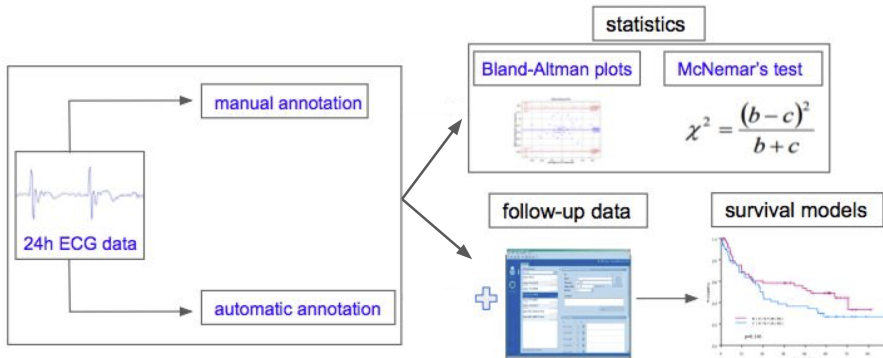 statistics
Bland-Altman plots
McNemar's test
manual annotation
χ² = (b – c)² / b + c
24h ECG data
follow-up data
survival models
automatic annotation